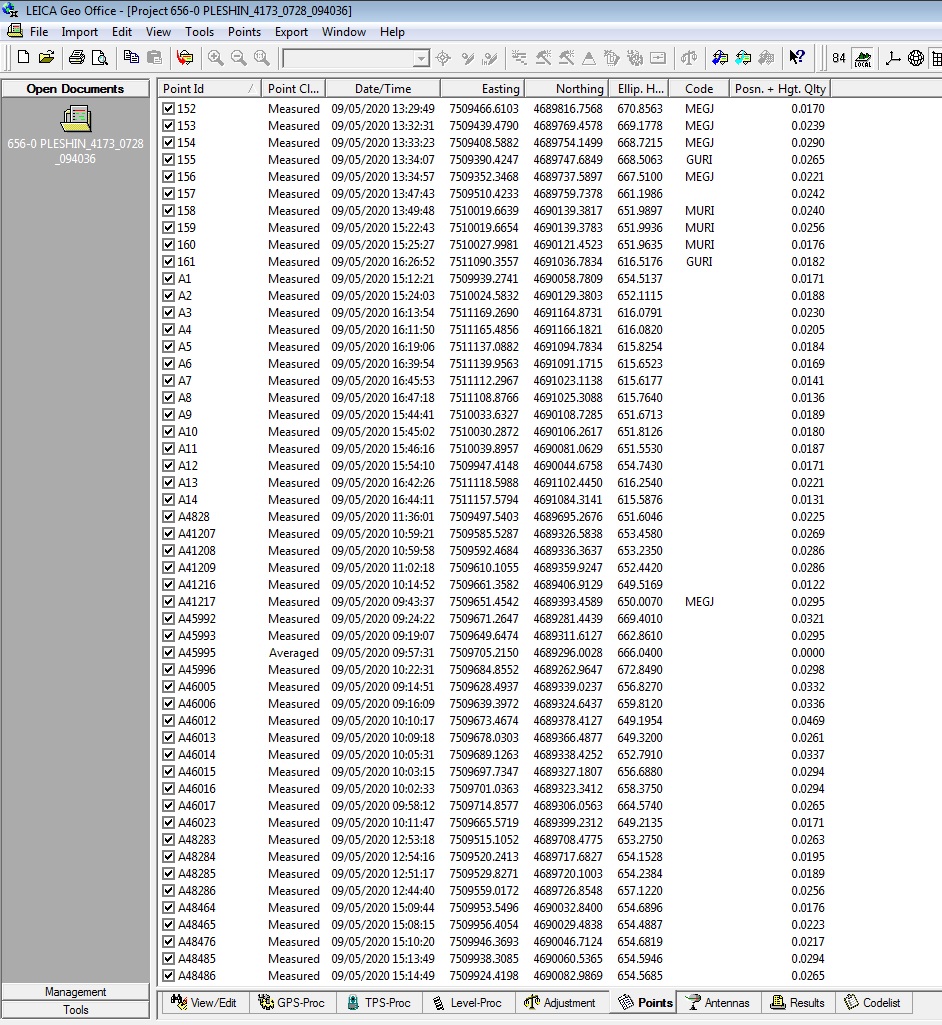 LEICA Geo Office - [Project 656-0 PLESHIN_4173_0728_094036]
File Import Edit View Tools Points Export Window Help
84 LOCAL
Open Documents
656-0 PLESHIN_4173_0728
_094036
Point Id / Point Cl... Date/Time Easting Northing Ellip. H... Code Posn. + Hgt. Qlty
152 Measured 09/05/2020 13:29:49 7509466.6103 4689816.7568 670.8563 MEGJ 0.0170
153 Measured 09/05/2020 13:32:31 7509439.4790 4689769.4578 669.1778 MEGJ 0.0239
154 Measured 09/05/2020 13:33:23 7509408.5882 4689754.1499 668.7215 MEGJ 0.0290
155 Measured 09/05/2020 13:34:07 7509390.4247 4689747.6849 668.5063 GURI 0.0265
156 Measured 09/05/2020 13:34:57 7509352.3468 4689737.5897 667.5100 MEGJ 0.0221
157 Measured 09/05/2020 13:47:43 7509510.4233 4689759.7378 661.1986 0.0242
158 Measured 09/05/2020 13:49:48 7510019.6639 4690139.3817 651.9897 MURI 0.0240
159 Measured 09/05/2020 15:22:43 7510019.6654 4690139.3783 651.9936 MURI 0.0256
160 Measured 09/05/2020 15:25:27 7510027.9981 4690121.4523 651.9635 MURI 0.0176
161 Measured 09/05/2020 16:26:52 7511090.3557 4691036.7834 616.5176 GURI 0.0182
A1 Measured 09/05/2020 15:12:21 7509939.2741 4690058.7809 654.5137 0.0171
A2 Measured 09/05/2020 15:24:03 7510024.5832 4690129.3803 652.1115 0.0188
A3 Measured 09/05/2020 16:13:54 7511169.2690 4691164.8731 616.0791 0.0230
A4 Measured 09/05/2020 16:11:50 7511165.4856 4691166.1821 616.0820 0.0205
A5 Measured 09/05/2020 16:19:06 7511137.0882 4691094.7834 615.8254 0.0184
A6 Measured 09/05/2020 16:39:54 7511139.9563 4691091.1715 615.6523 0.0169
A7 Measured 09/05/2020 16:45:53 7511112.2967 4691023.1138 615.6177 0.0141
A8 Measured 09/05/2020 16:47:18 7511108.8766 4691025.3088 615.7640 0.0136
A9 Measured 09/05/2020 15:44:41 7510033.6327 4690108.7285 651.6713 0.0189
A10 Measured 09/05/2020 15:45:02 7510030.2872 4690106.2617 651.8126 0.0180
A11 Measured 09/05/2020 15:46:16 7510039.8957 4690081.0629 651.5530 0.0187
A12 Measured 09/05/2020 15:54:10 7509947.4148 4690044.6758 654.7430 0.0171
A13 Measured 09/05/2020 16:42:26 7511118.5988 4691102.4450 616.2540 0.0221
A14 Measured 09/05/2020 16:44:11 7511157.5794 4691084.3141 615.5876 0.0131
A4828 Measured 09/05/2020 11:36:01 7509497.5403 4689695.2676 651.6046 0.0225
A41207 Measured 09/05/2020 10:59:21 7509585.5287 4689326.5838 653.4580 0.0269
A41208 Measured 09/05/2020 10:59:58 7509592.4684 4689336.3637 653.2350 0.0286
A41209 Measured 09/05/2020 11:02:18 7509610.1055 4689359.9247 652.4420 0.0286
A41216 Measured 09/05/2020 10:14:52 7509661.3582 4689406.9129 649.5169 0.0122
A41217 Measured 09/05/2020 09:43:37 7509651.4542 4689393.4589 650.0070 MEGJ 0.0295
A45992 Measured 09/05/2020 09:24:22 7509671.2647 4689281.4439 669.4010 0.0321
A45993 Measured 09/05/2020 09:19:07 7509649.6474 4689311.6127 662.8610 0.0295
A45995 Averaged 09/05/2020 09:57:31 7509705.2150 4689296.0028 666.0400 0.0000
A45996 Measured 09/05/2020 10:22:31 7509684.8552 4689262.9647 672.8490 0.0298
A46005 Measured 09/05/2020 09:14:51 7509628.4937 4689339.0237 656.8270 0.0332
A46006 Measured 09/05/2020 09:16:09 7509639.3972 4689324.6437 659.8120 0.0336
A46012 Measured 09/05/2020 10:10:17 7509673.4674 4689378.4127 649.1954 0.0469
A46013 Measured 09/05/2020 10:09:18 7509678.0303 4689366.4877 649.3200 0.0261
A46014 Measured 09/05/2020 10:05:31 7509689.1263 4689338.4252 652.7910 0.0337
A46015 Measured 09/05/2020 10:03:15 7509697.7347 4689327.1807 656.6880 0.0294
A46016 Measured 09/05/2020 10:02:33 7509701.0363 4689323.3412 658.3750 0.0294
A46017 Measured 09/05/2020 09:58:12 7509714.8577 4689306.0563 664.5740 0.0265
A46023 Measured 09/05/2020 10:11:47 7509665.5719 4689399.2312 649.2135 0.0171
A48283 Measured 09/05/2020 12:53:18 7509515.1052 4689708.4775 653.2750 0.0263
A48284 Measured 09/05/2020 12:54:16 7509520.2413 4689717.6827 654.1528 0.0195
A48285 Measured 09/05/2020 12:51:17 7509529.8271 4689720.1003 654.2384 0.0189
A48286 Measured 09/05/2020 12:44:40 7509559.0172 4689726.8548 657.1220 0.0256
A48464 Measured 09/05/2020 15:09:44 7509953.5496 4690032.8400 654.6896 0.0176
A48465 Measured 09/05/2020 15:08:15 7509956.4054 4690029.4838 654.4887 0.0223
A48476 Measured 09/05/2020 15:10:20 7509946.3693 4690046.7124 654.6819 0.0217
A48485 Measured 09/05/2020 15:13:49 7509938.3085 4690060.5365 654.5946 0.0294
A48486 Measured 09/05/2020 15:14:49 7509924.4198 4690082.9869 654.5685 0.0265
Management
Tools
View/Edit GPS-Proc TPS-Proc Level-Proc Adjustment Points Antennas Results Codelist